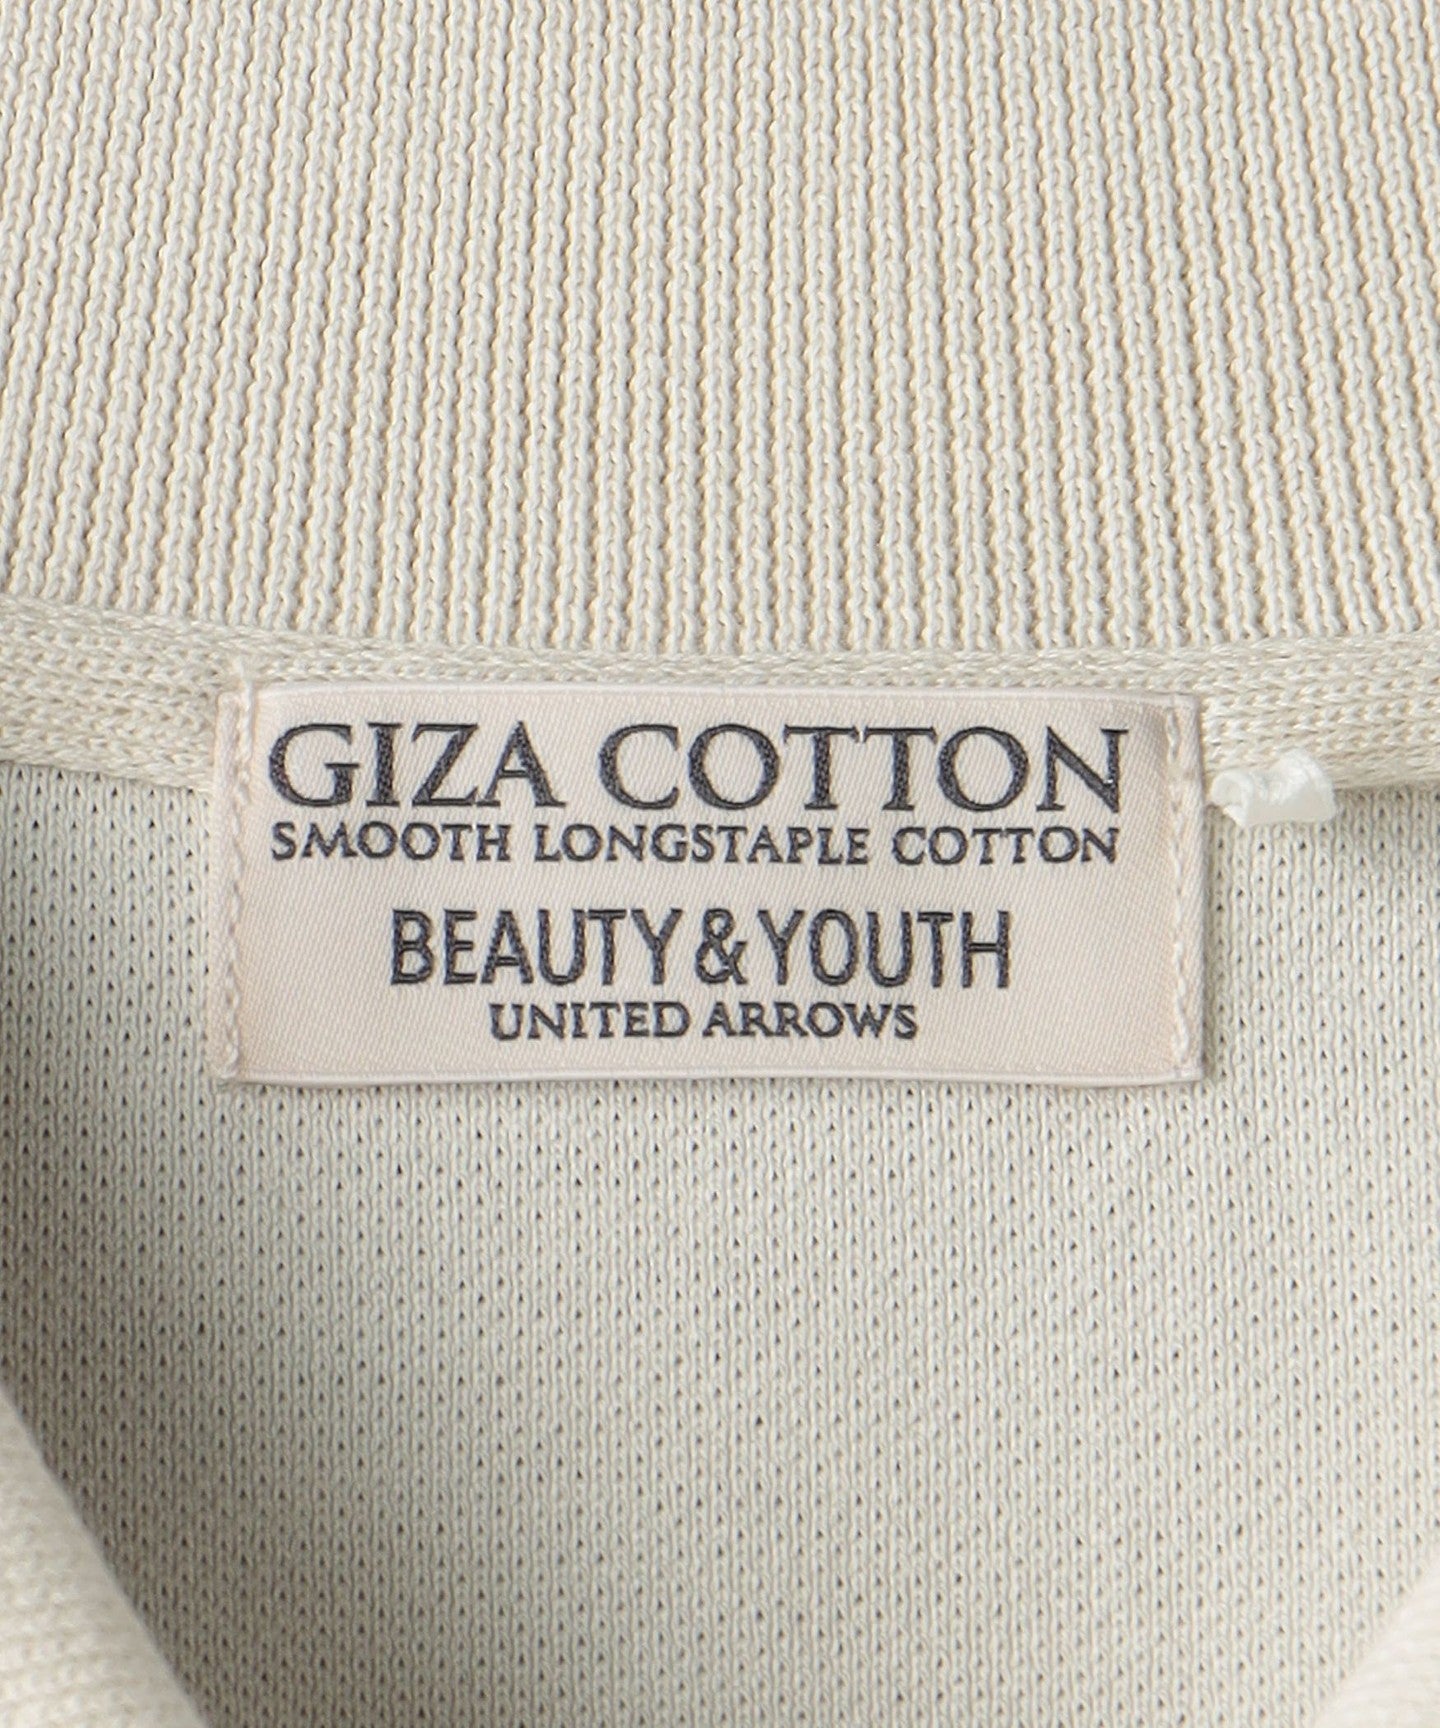 GIZA COTTON
SMOOTH LONGSTAPLE COTTON
BEAUTY & YOUTH
UNITED ARROWS